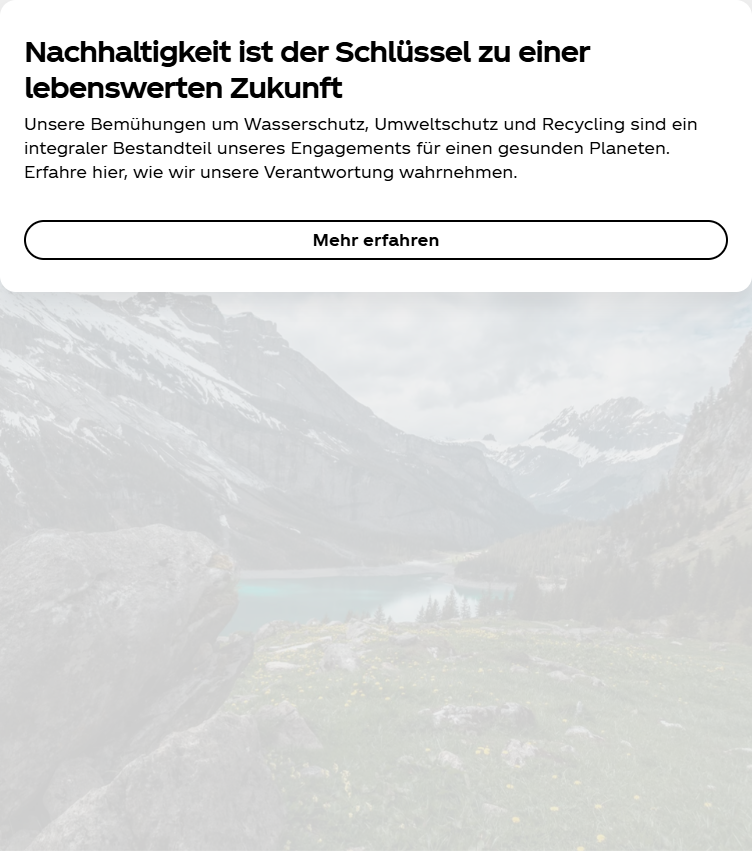 Nachhaltigkeit ist der Schlüssel zu einer
lebenswerten Zukunft
Unsere Bemühungen um Wasserschutz, Umweltschutz und Recycling sind ein
integraler Bestandteil unseres Engagements für einen gesunden Planeten.
Erfahre hier, wie wir unsere Verantwortung wahrnehmen.
Mehr erfahren